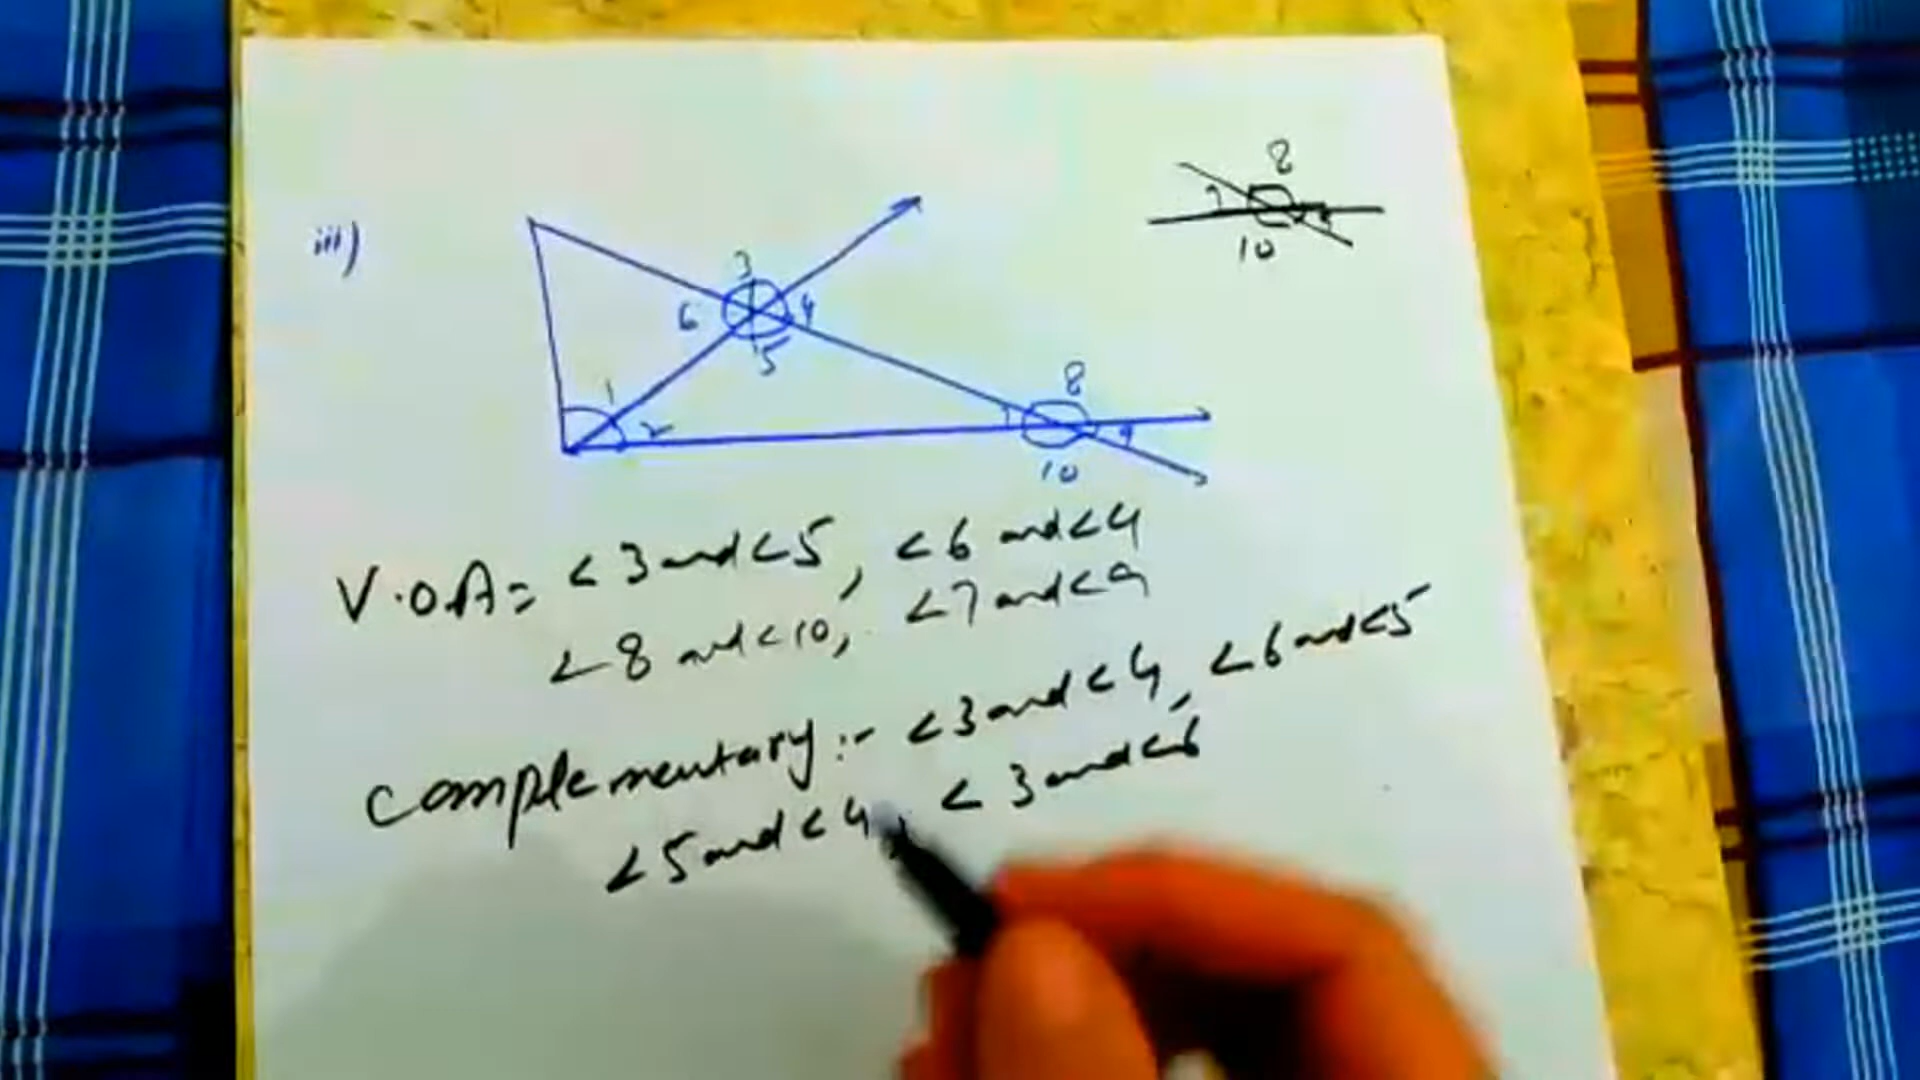 iii)
8
7
9
10
3
6
4
5
8
1
2
7
9
10
V.O.A= <3 and <5, <6 and <4
<8 and <10, <7 and <9
complementary :- <3 and <4, <6 and <5
<5 and <4, <3 and <6